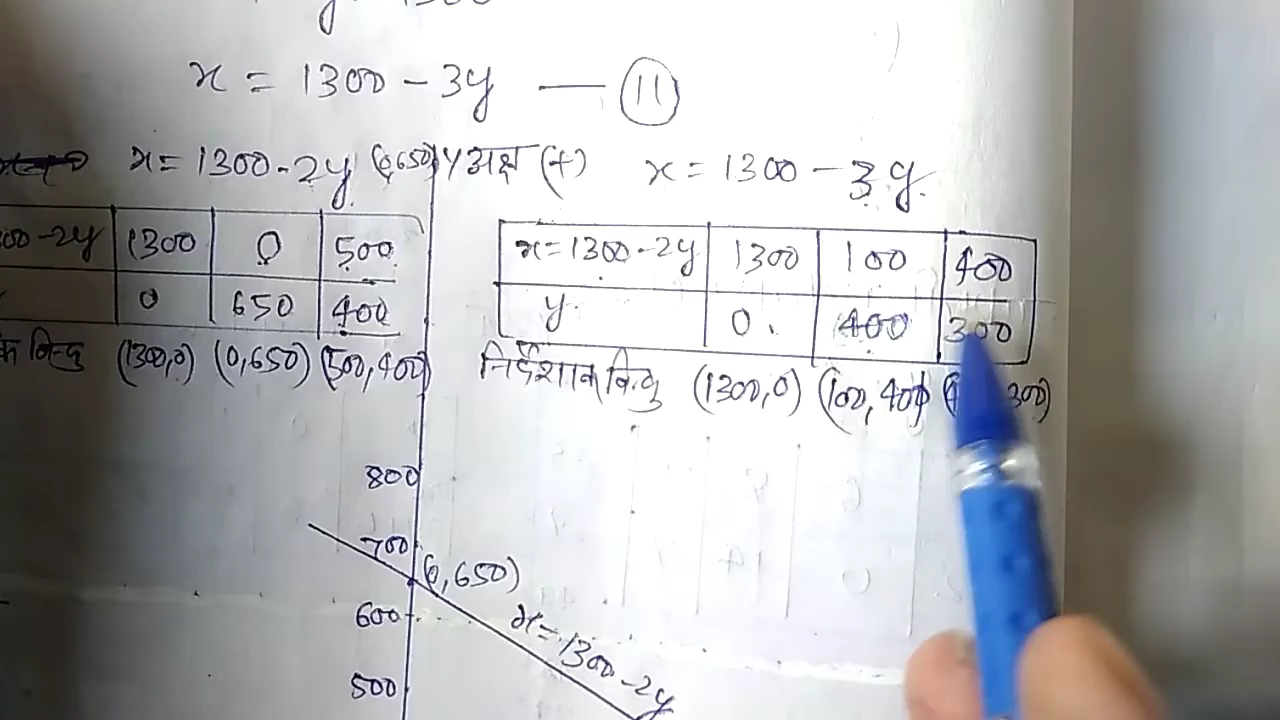 x = 1300 - 3y — (11)
x = 1300 - 2y (0,650) Y अक्ष (+) x = 1300 - 3y
00-2y 1300 0 500
0 650 400
बिन्दु (1300,0) (0,650) (500,400)
x=1300-2y 1300 100 400
y 0 400 300
निर्देशांक बिन्दु (1300,0) (100,400) 300)
800
700
(0,650)
600
x=1300-2y
500